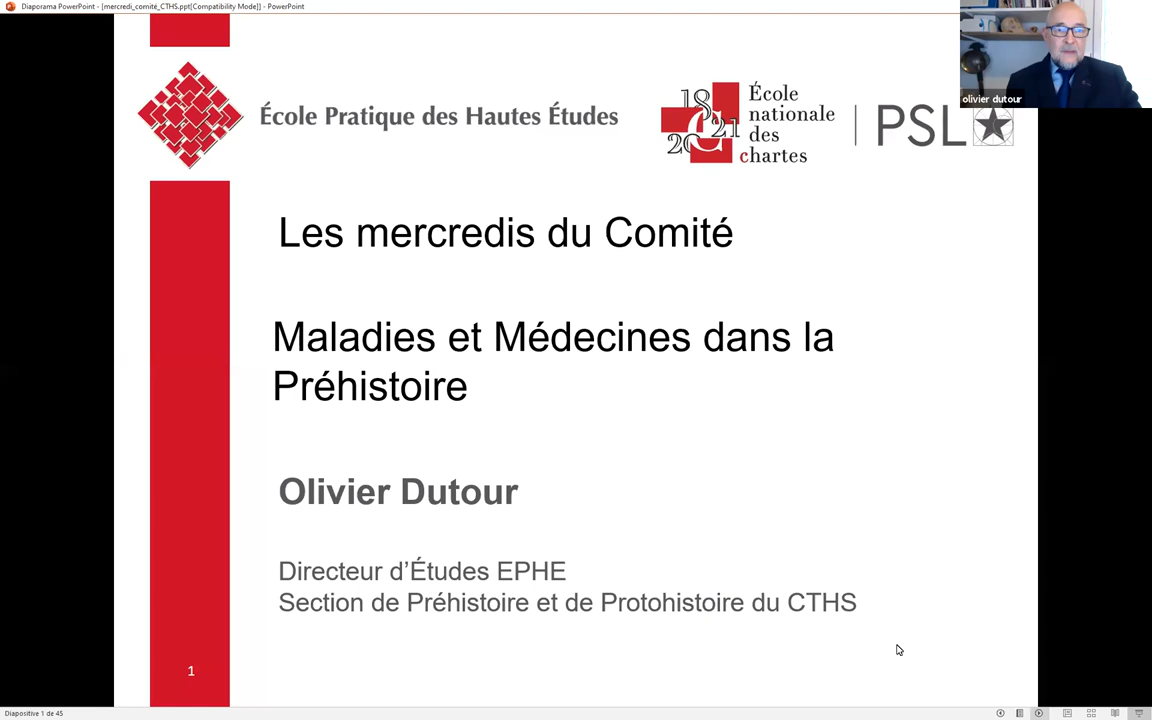 Diaporama PowerPoint - [mercredi_comité_CTHS.ppt[Compatibility Mode]] - PowerPoint
olivier dutour
École Pratique des Hautes Études
18
21
20
École
nationale
des
chartes
PSL
Les mercredis du Comité
Maladies et Médecines dans la
Préhistoire
Olivier Dutour
Directeur d’Études EPHE
Section de Préhistoire et de Protohistoire du CTHS
1
Diapositive 1 de 45